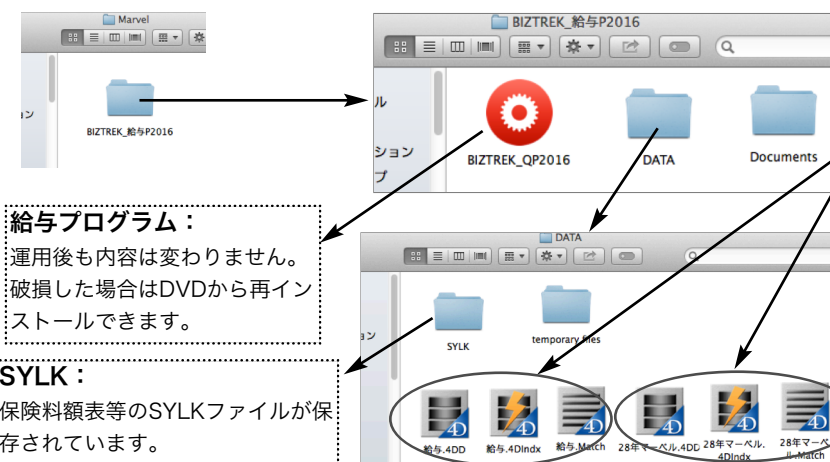 Marvel
BIZTREK_給与P2016
BIZTREK_給与P2016
ル
ション
プ
BIZTREK_QP2016
DATA
Documents
給与プログラム：
運用後も内容は変わりません。
破損した場合はDVDから再イン
ストールできます。
DATA
SYLK
temporary files
SYLK：
保険料額表等のSYLKファイルが保
存されています。
給与.4DD
給与.4DIndx
給与.Match
28年マーベル.4DD
28年マーベル.
4DIndx
28年マーベ
ル.Match